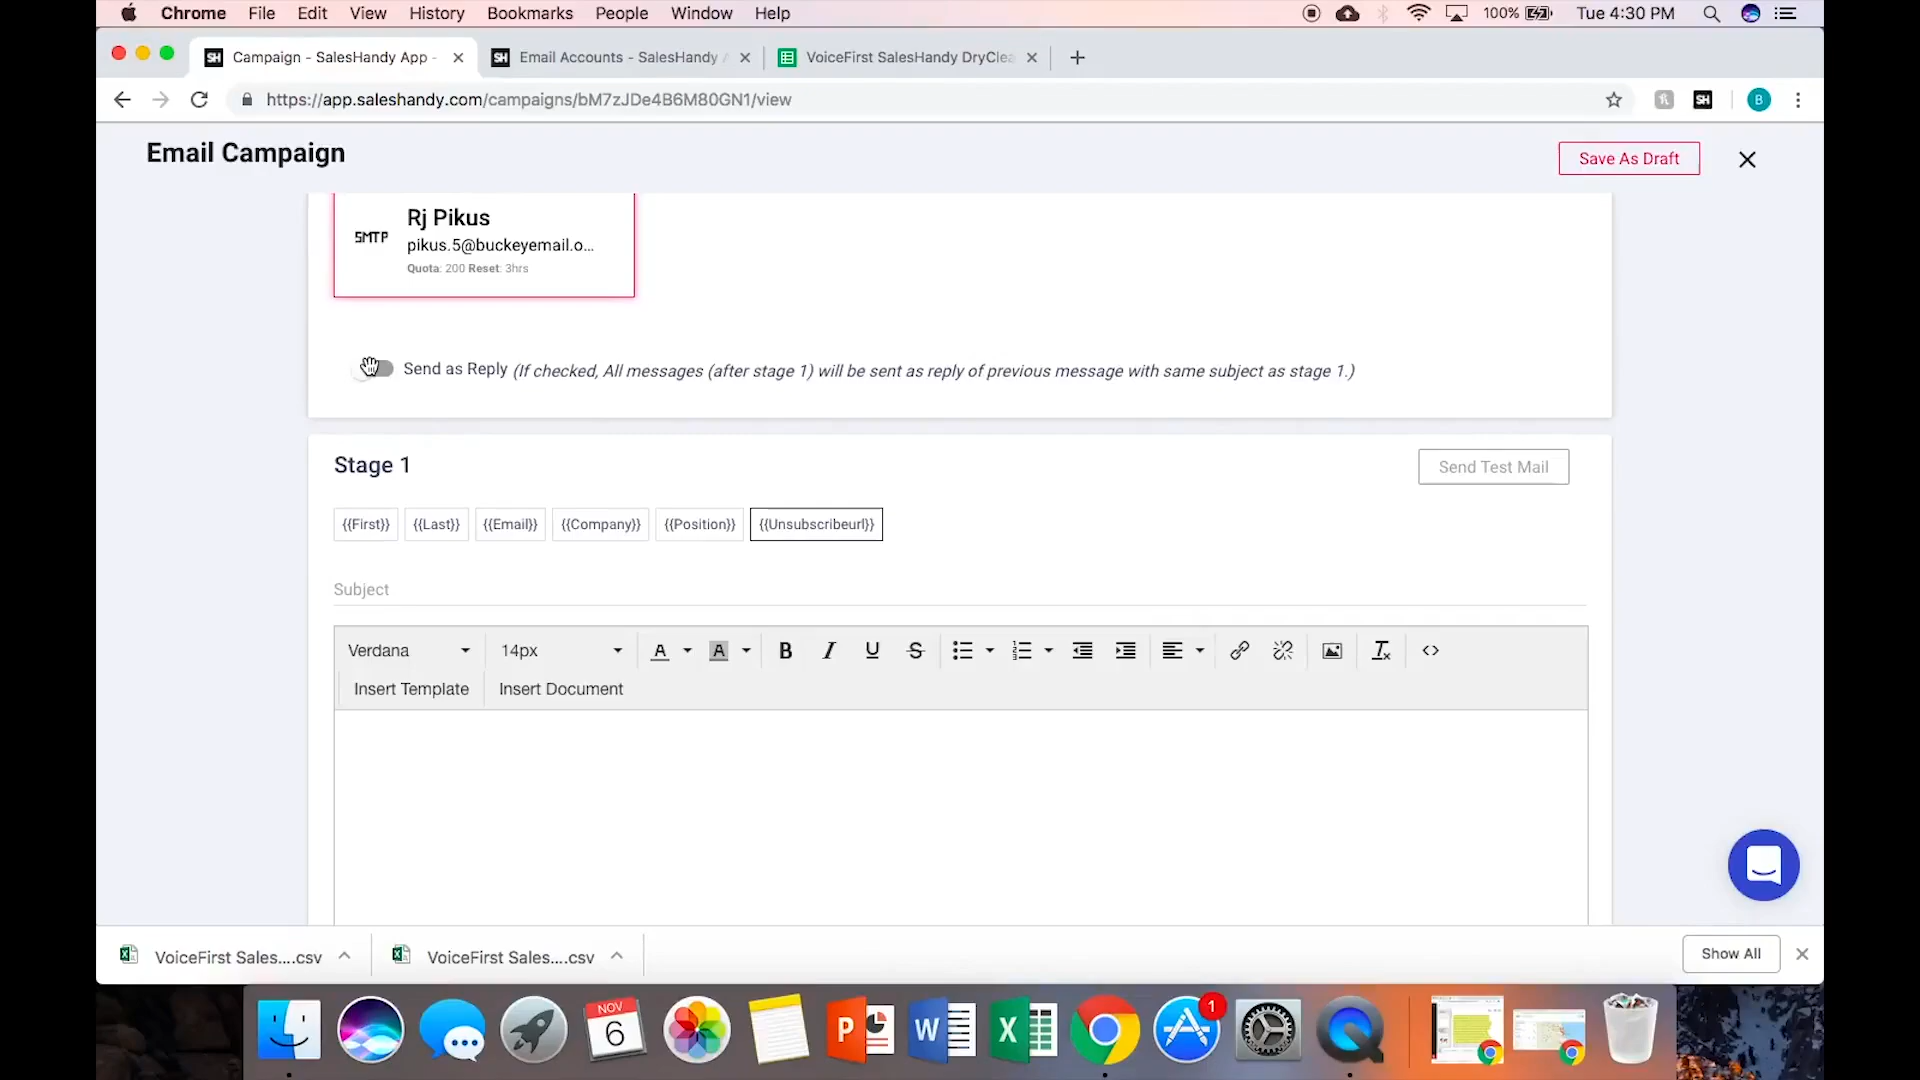 Chrome File Edit View History Bookmarks People Window Help 100% Tue 4:30 PM
SH Campaign - SalesHandy App - SH Email Accounts - SalesHandy VoiceFirst SalesHandy DryClea
https://app.saleshandy.com/campaigns/bM7zJDe4B6M80GN1/view SH B
Email Campaign
Save As Draft
Rj Pikus
SMTP
pikus.5@buckeyemail.o...
Quota: 200 Reset: 3hrs
Send as Reply (If checked, All messages (after stage 1) will be sent as reply of previous message with same subject as stage 1.)
Stage 1
Send Test Mail
{{First}} {{Last}} {{Email}} {{Company}} {{Position}} {{Unsubscribeurl}}
Subject
Verdana 14px A A B I U S
Insert Template Insert Document
VoiceFirst Sales....csv VoiceFirst Sales....csv Show All
NOV
6
P W X 1